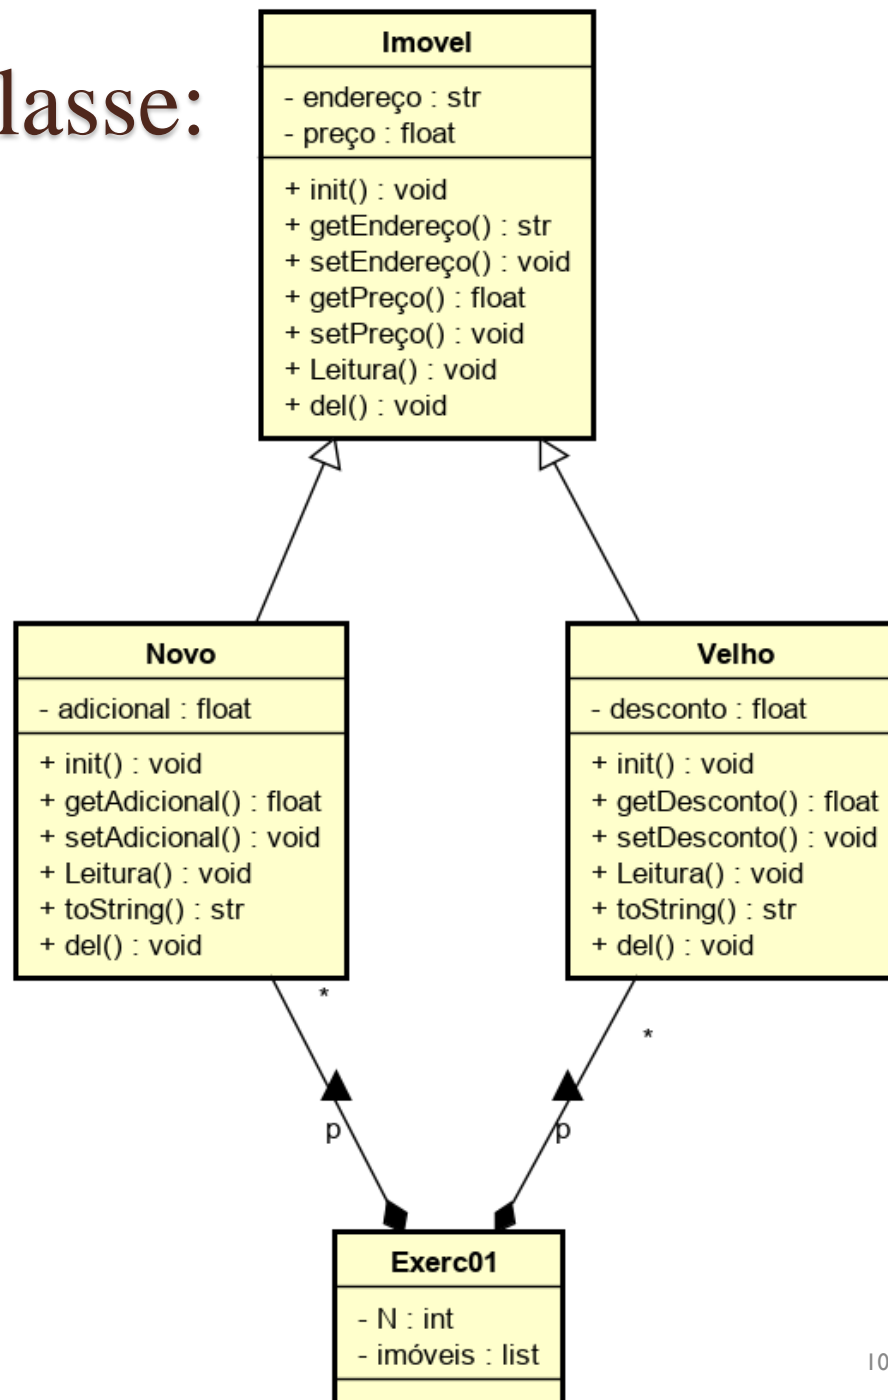 lasse:
Imovel
- endereço : str
- preço : float
+ init() : void
+ getEndereço() : str
+ setEndereço() : void
+ getPreço() : float
+ setPreço() : void
+ Leitura() : void
+ del() : void
Novo
- adicional : float
+ init() : void
+ getAdicional() : float
+ setAdicional() : void
+ Leitura() : void
+ toString() : str
+ del() : void
Velho
- desconto : float
+ init() : void
+ getDesconto() : float
+ setDesconto() : void
+ Leitura() : void
+ toString() : str
+ del() : void
*
*
p
p
Exerc01
- N : int
- imóveis : list
10